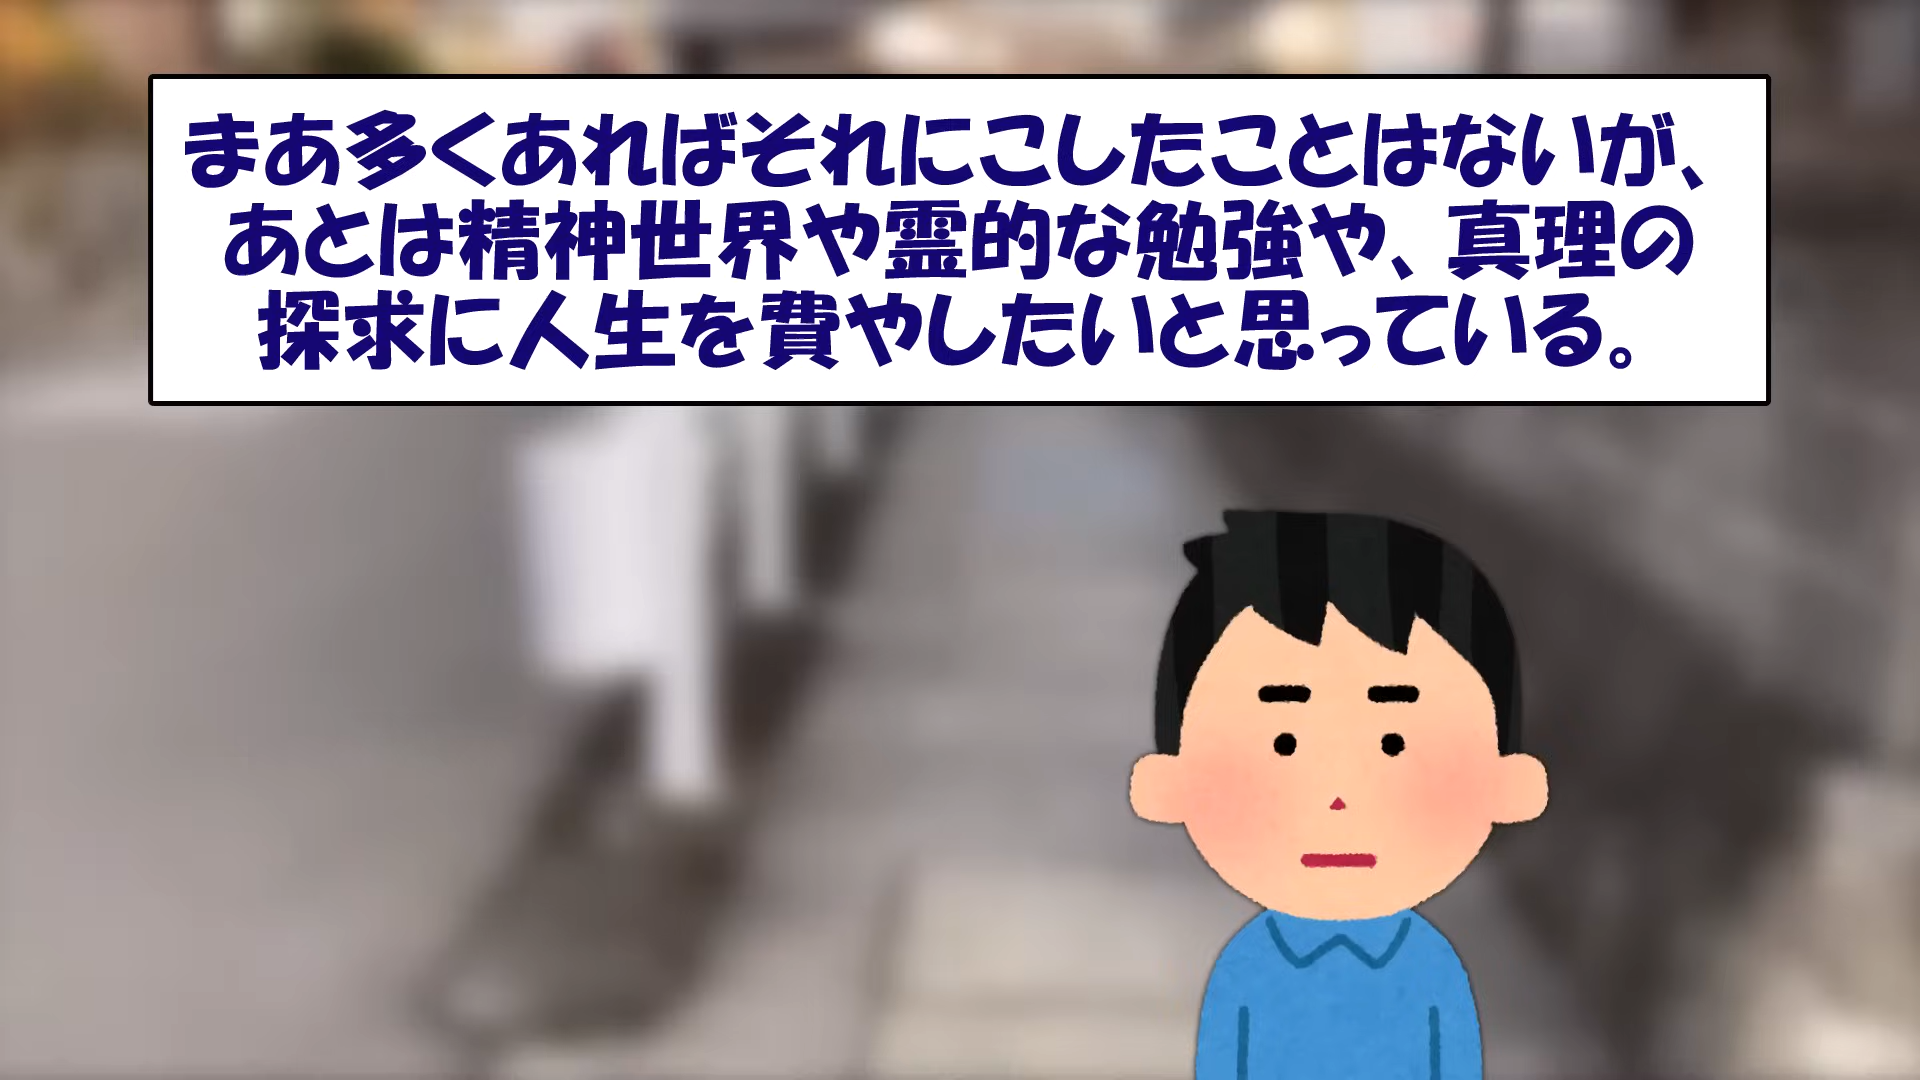 まあ多くあればそれにこしたことはないが、
あとは精神世界や霊的な勉強や、真理の
探求に人生を費やしたいと思っている。